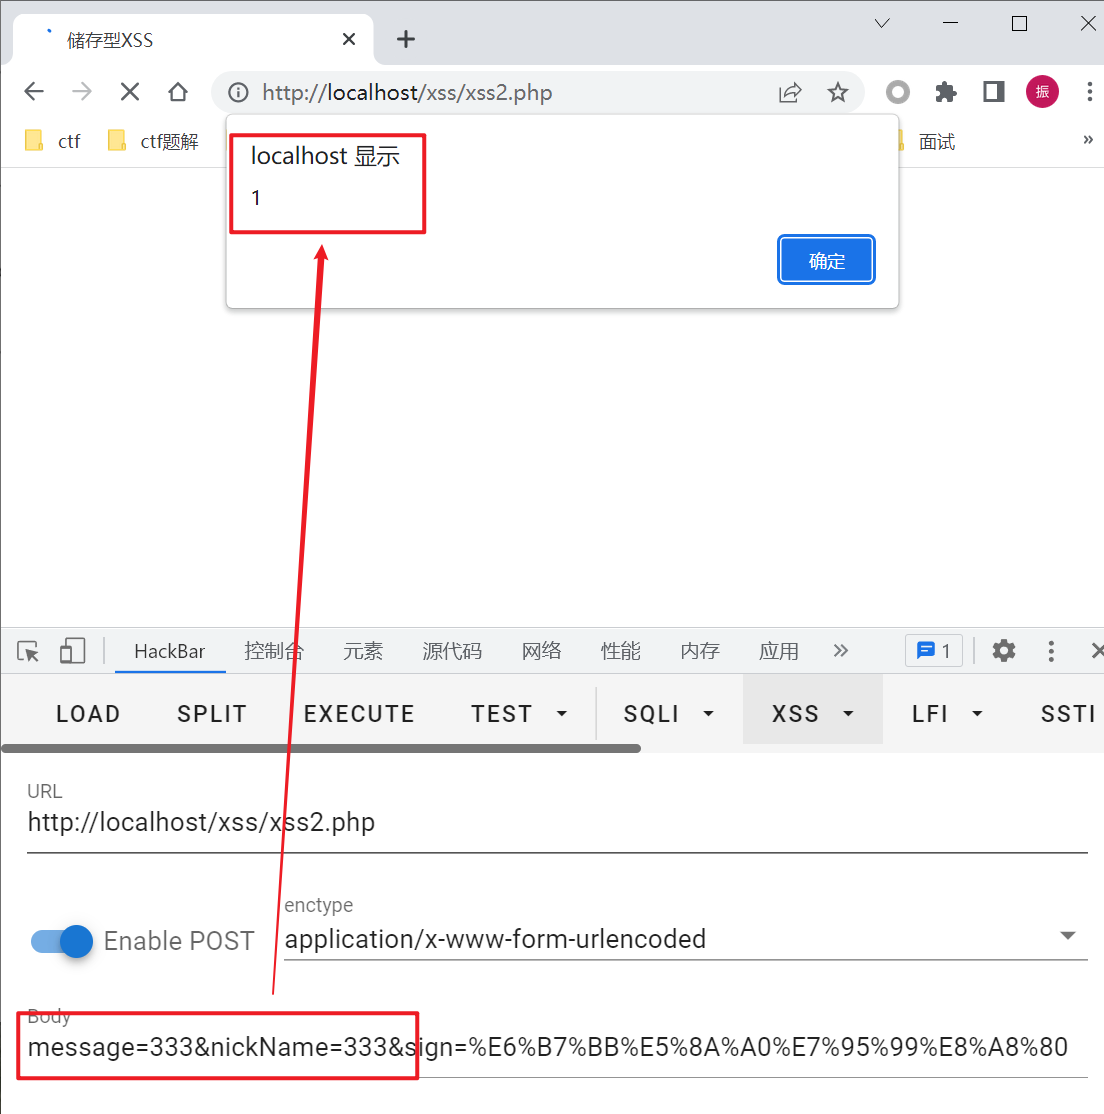 储存型XSS
http://localhost/xss/xss2.php
振
ctf
ctf题解
面试
localhost 显示
1
确定
HackBar
控制台
元素
源代码
网络
性能
内存
应用
1
LOAD
SPLIT
EXECUTE
TEST
SQLI
XSS
LFI
SSTI
URL
http://localhost/xss/xss2.php
Enable POST
enctype
application/x-www-form-urlencoded
Body
message=333&nickName=333&sign=%E6%B7%BB%E5%8A%A0%E7%95%99%E8%A8%80